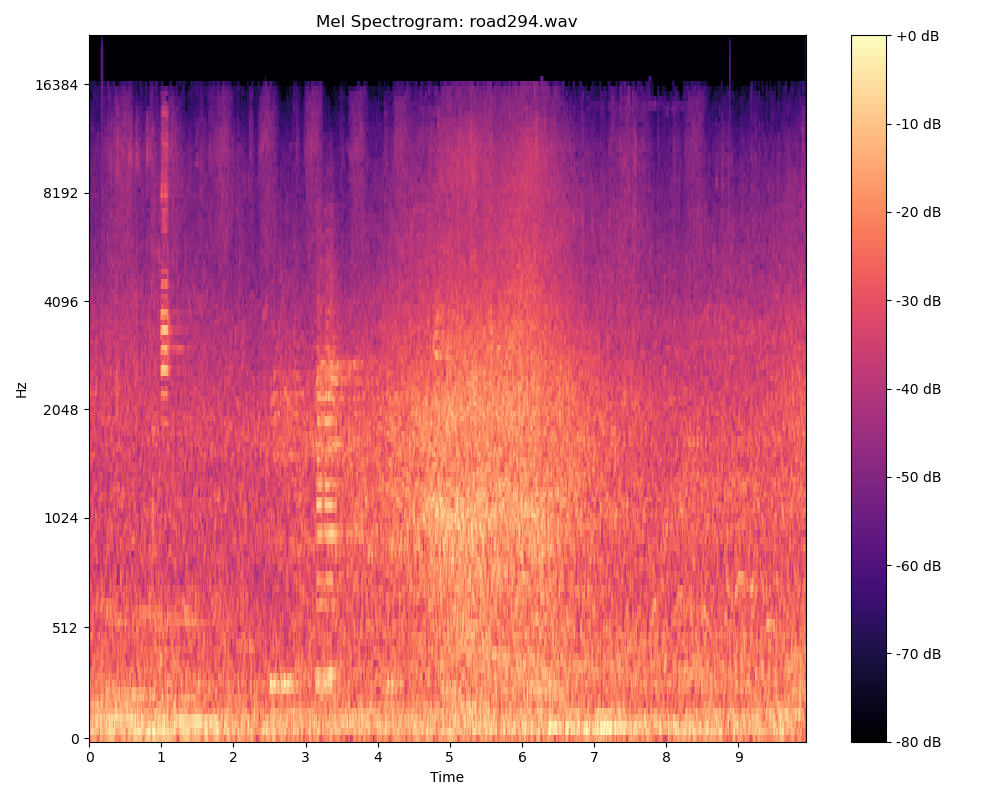 Mel Spectrogram: road294.wav
+0 dB
16384
-10 dB
8192
-20 dB
4096
-30 dB
Hz
2048
-40 dB
1024
-50 dB
512
-60 dB
-70 dB
0
-80 dB
0 1 2 3 4 5 6 7 8 9
Time